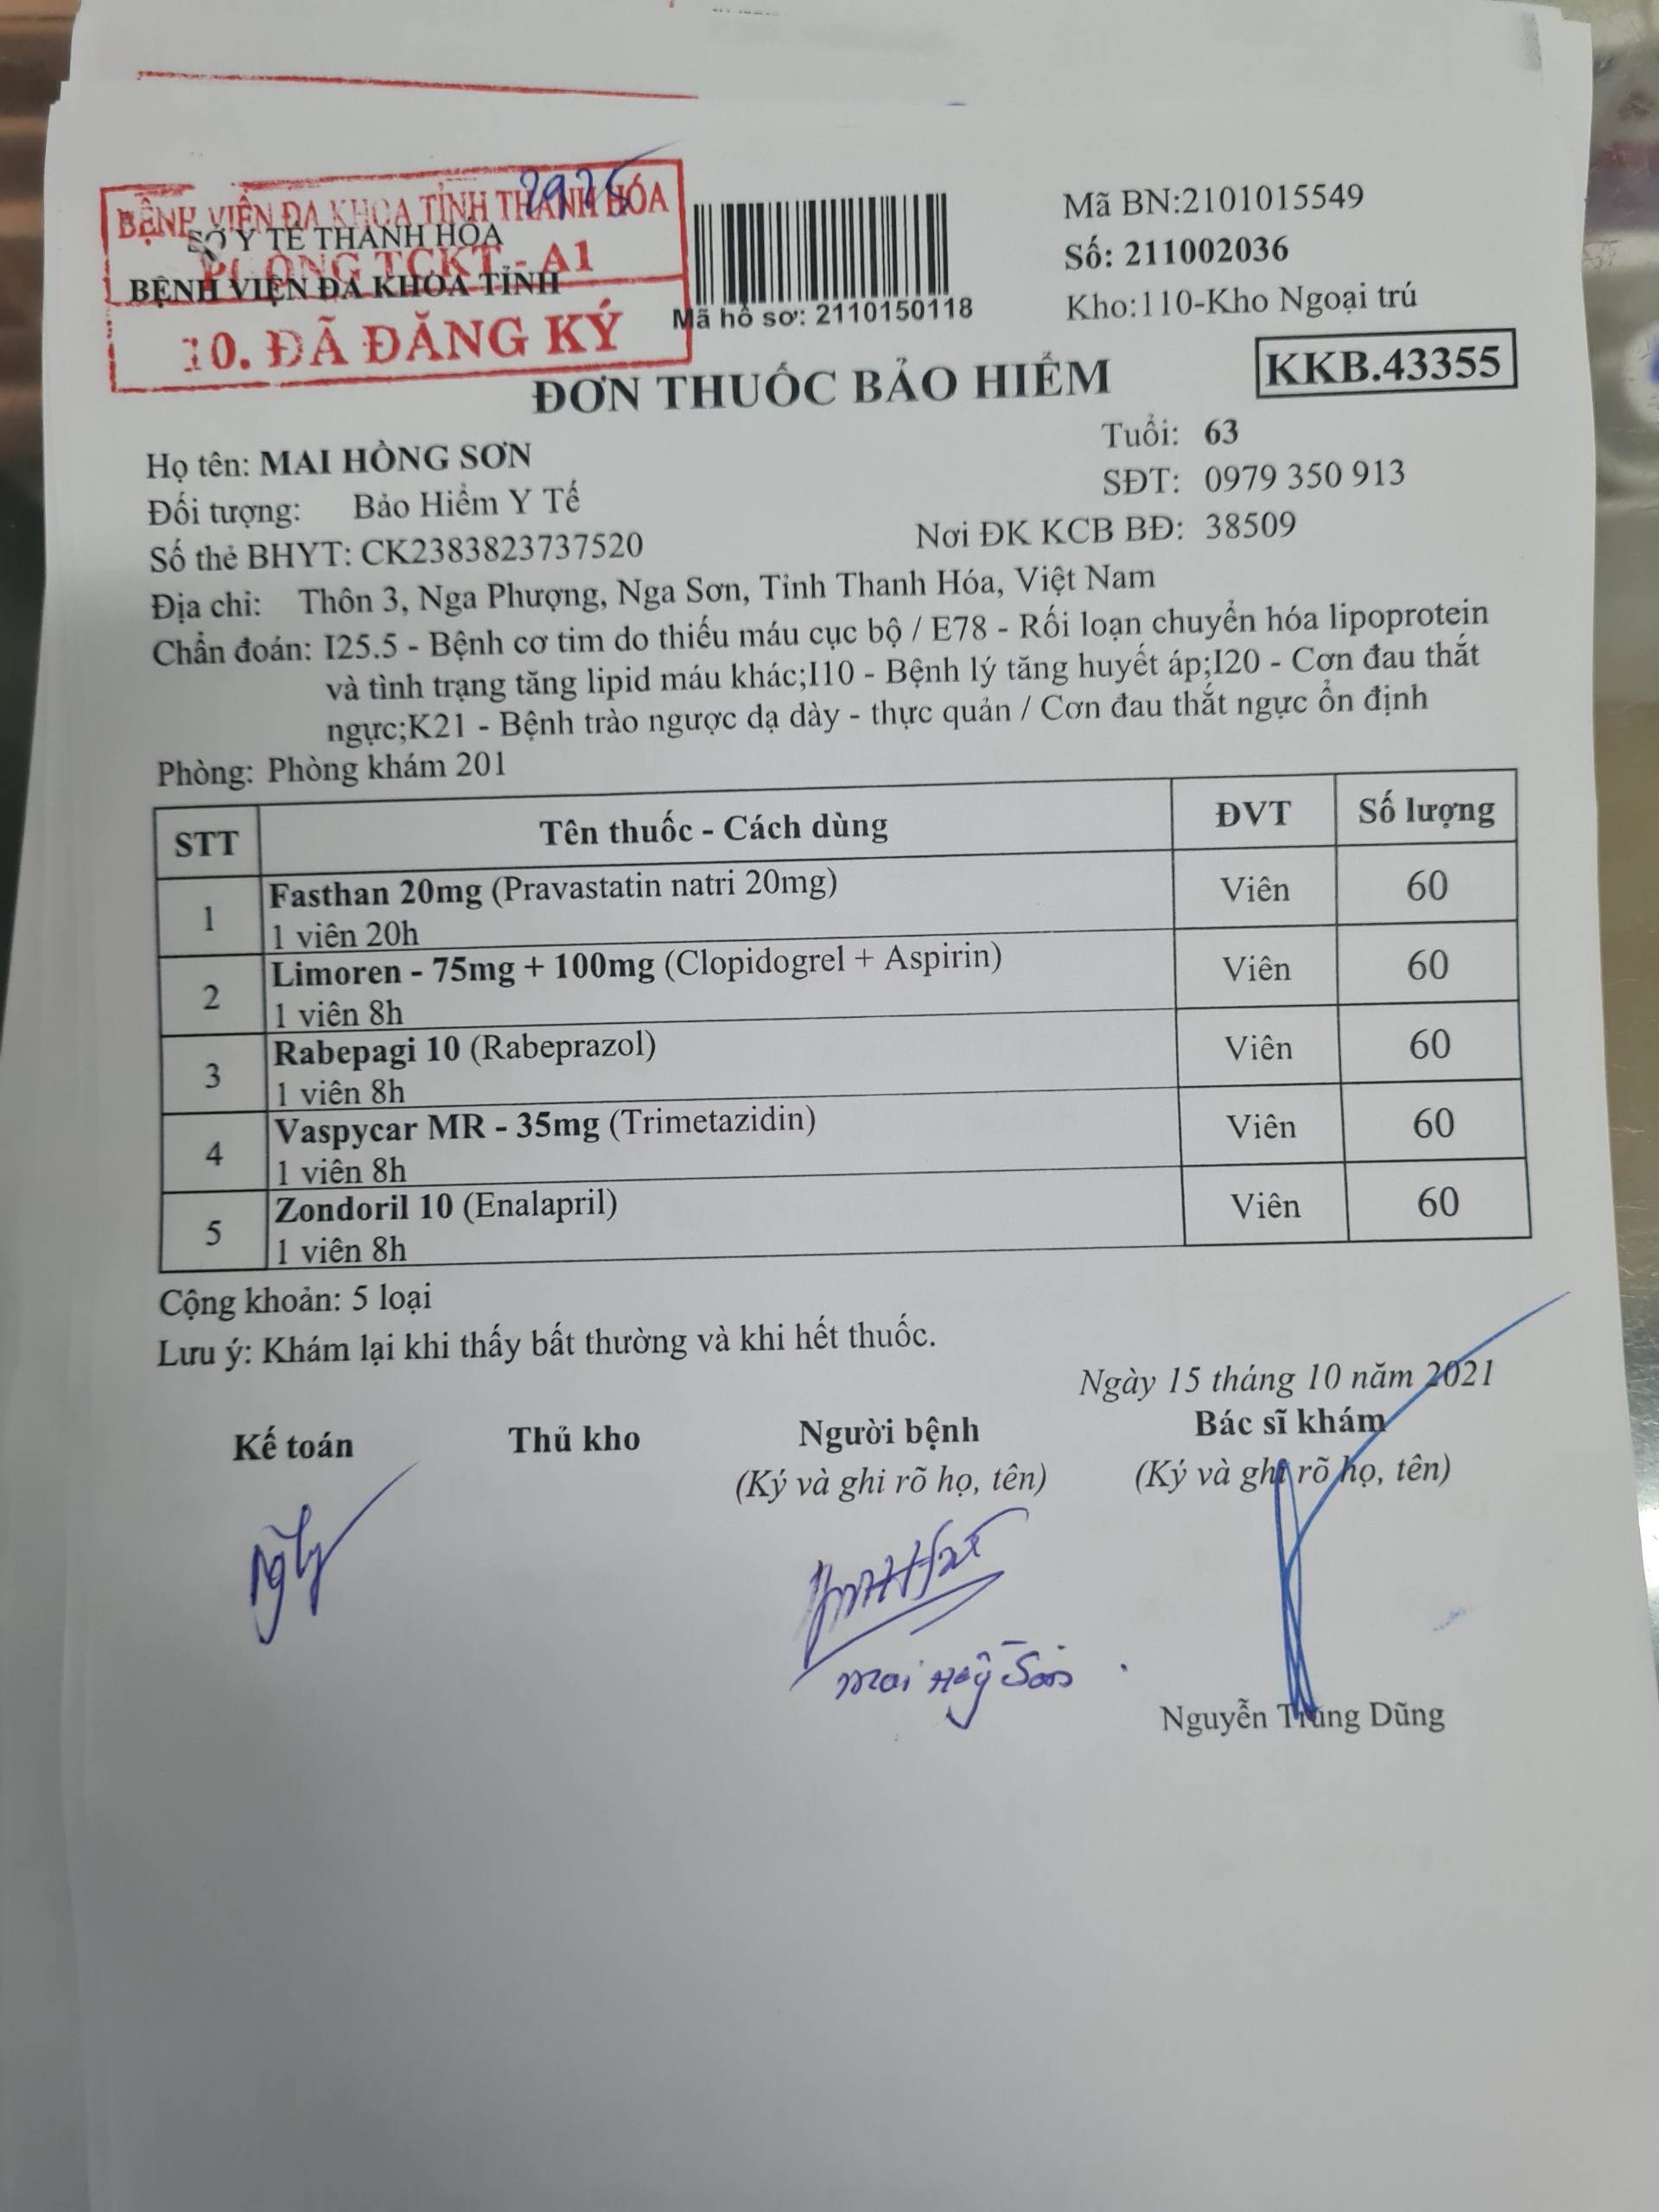 BỆNH VIỆN ĐA KHOA TỈNH THANH HÓA
2975
SỞ Y TẾ THANH HÓA
PHÒNG TCKT - A1
BỆNH VIỆN ĐA KHOA TỈNH
10. ĐÃ ĐĂNG KÝ
Mã hồ sơ: 2110150118
Mã BN:2101015549
Số: 211002036
Kho:110-Kho Ngoại trú
KKB.43355
ĐƠN THUỐC BẢO HIỂM
Họ tên: MAI HỒNG SƠN
Tuổi: 63
Đối tượng: Bảo Hiểm Y Tế
SĐT: 0979 350 913
Số thẻ BHYT: CK2383823737520
Nơi ĐK KCB BĐ: 38509
Địa chỉ: Thôn 3, Nga Phượng, Nga Sơn, Tỉnh Thanh Hóa, Việt Nam
Chẩn đoán: I25.5 - Bệnh cơ tim do thiếu máu cục bộ / E78 - Rối loạn chuyển hóa lipoprotein
và tình trạng tăng lipid máu khác;I10 - Bệnh lý tăng huyết áp;I20 - Cơn đau thắt
ngực;K21 - Bệnh trào ngược dạ dày - thực quản / Cơn đau thắt ngực ổn định
Phòng: Phòng khám 201
STT Tên thuốc - Cách dùng ĐVT Số lượng
1 Fasthan 20mg (Pravastatin natri 20mg) Viên 60
1 viên 20h
2 Limoren - 75mg + 100mg (Clopidogrel + Aspirin) Viên 60
1 viên 8h
3 Rabepagi 10 (Rabeprazol) Viên 60
1 viên 8h
4 Vaspycar MR - 35mg (Trimetazidin) Viên 60
1 viên 8h
5 Zondoril 10 (Enalapril) Viên 60
1 viên 8h
Cộng khoản: 5 loại
Lưu ý: Khám lại khi thấy bất thường và khi hết thuốc.
Ngày 15 tháng 10 năm 2021
Kế toán Thủ kho Người bệnh Bác sĩ khám
(Ký và ghi rõ họ, tên) (Ký và ghi rõ họ, tên)
Nguyễn Trung Dũng